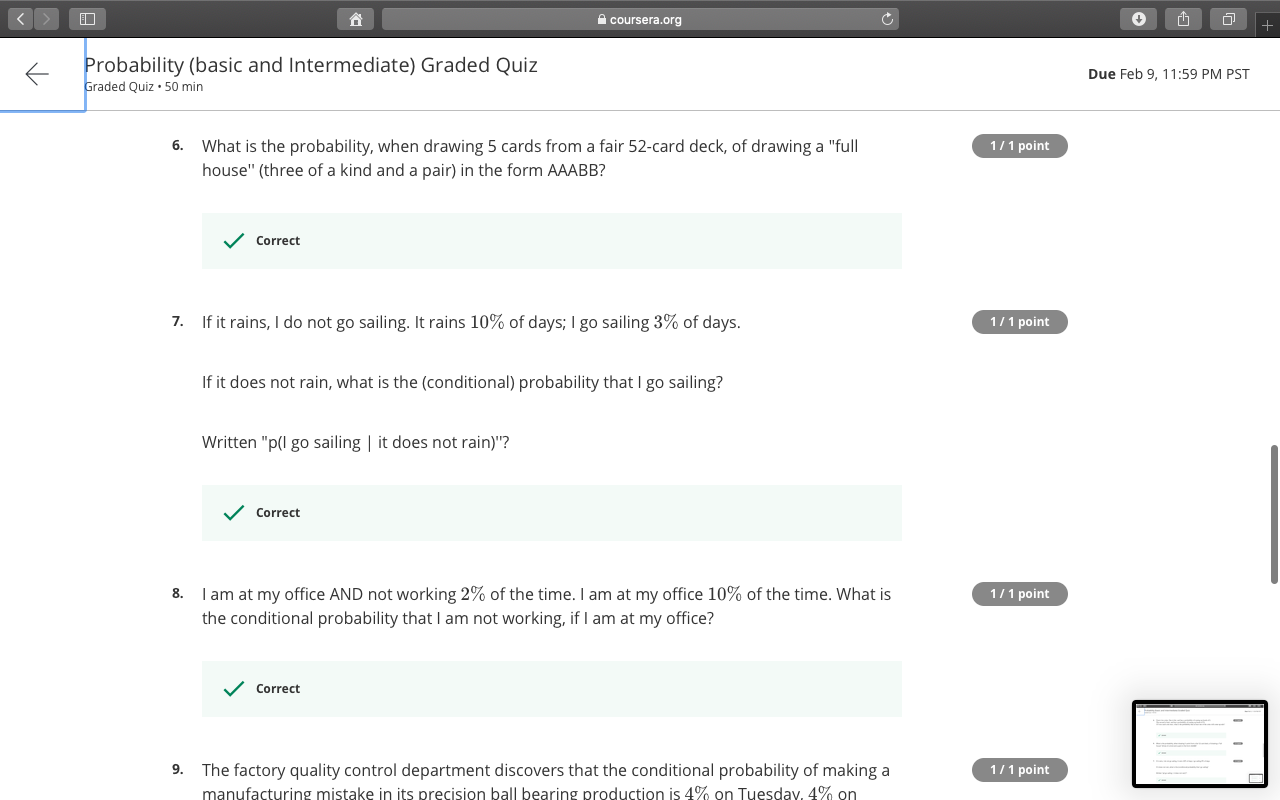 coursera.org
Probability (basic and Intermediate) Graded Quiz
Graded Quiz • 50 min
Due Feb 9, 11:59 PM PST
6. What is the probability, when drawing 5 cards from a fair 52-card deck, of drawing a "full
house'' (three of a kind and a pair) in the form AAABB?
1 / 1 point
Correct
7. If it rains, I do not go sailing. It rains 10% of days; I go sailing 3% of days.
1 / 1 point
If it does not rain, what is the (conditional) probability that I go sailing?
Written "p(I go sailing | it does not rain)''?
Correct
8. I am at my office AND not working 2% of the time. I am at my office 10% of the time. What is
the conditional probability that I am not working, if I am at my office?
1 / 1 point
Correct
9. The factory quality control department discovers that the conditional probability of making a
manufacturing mistake in its precision ball bearing production is 4% on Tuesday, 4% on
1 / 1 point